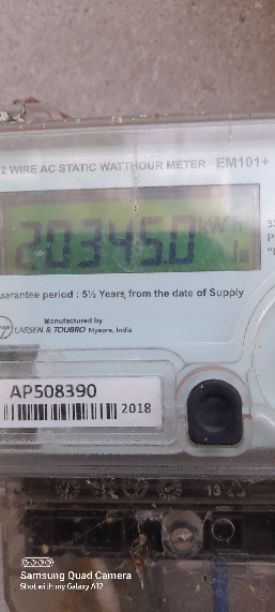 2 WIRE AC STATIC WATTHOUR METER - EM101+
20345.0 kWh
Guarantee period : 5½ Years from the date of Supply
Manufactured by
LARSEN & TOUBRO Mysore, India
AP508390
2018
13
Samsung Quad Camera
Shot with my Galaxy A12